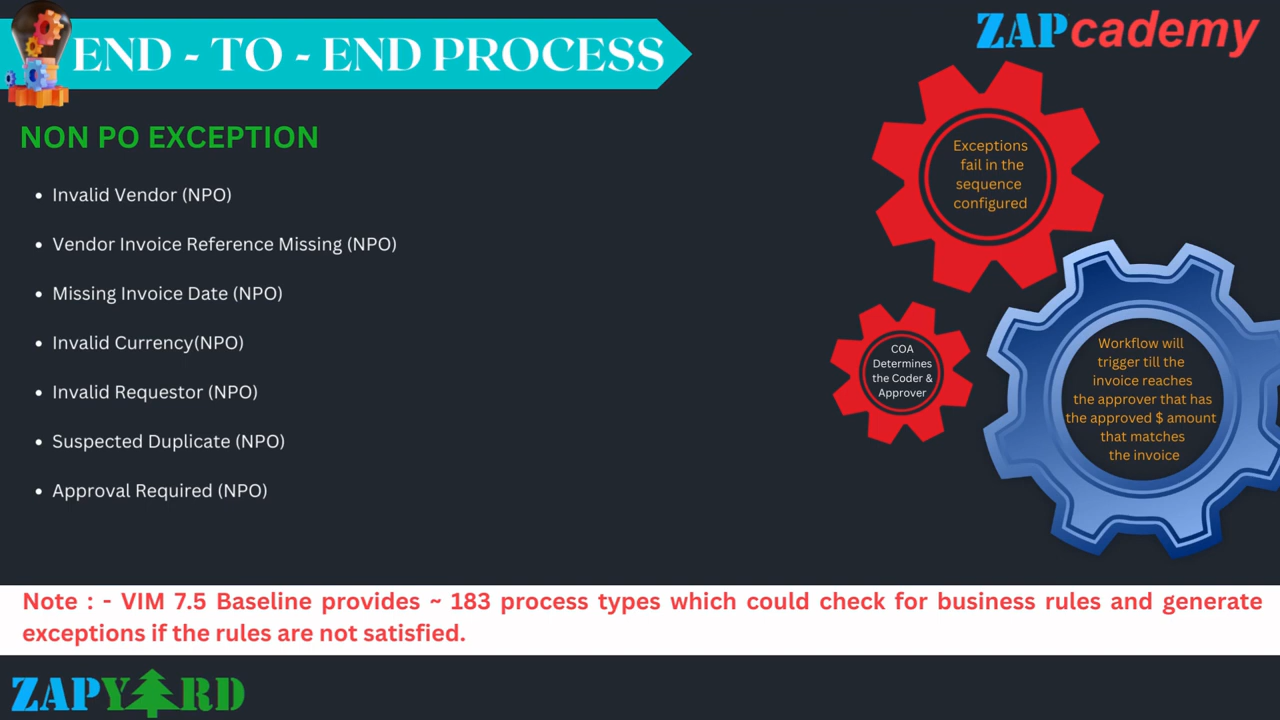 END - TO - END PROCESS
ZAPcademy
NON PO EXCEPTION
• Invalid Vendor (NPO)
• Vendor Invoice Reference Missing (NPO)
• Missing Invoice Date (NPO)
• Invalid Currency(NPO)
• Invalid Requestor (NPO)
• Suspected Duplicate (NPO)
• Approval Required (NPO)
Exceptions
fail in the
sequence
configured
COA
Determines
the Coder &
Approver
Workflow will
trigger till the
invoice reaches
the approver that has
the approved $ amount
that matches
the invoice
Note : - VIM 7.5 Baseline provides ~ 183 process types which could check for business rules and generate
exceptions if the rules are not satisfied.
ZAPYARD